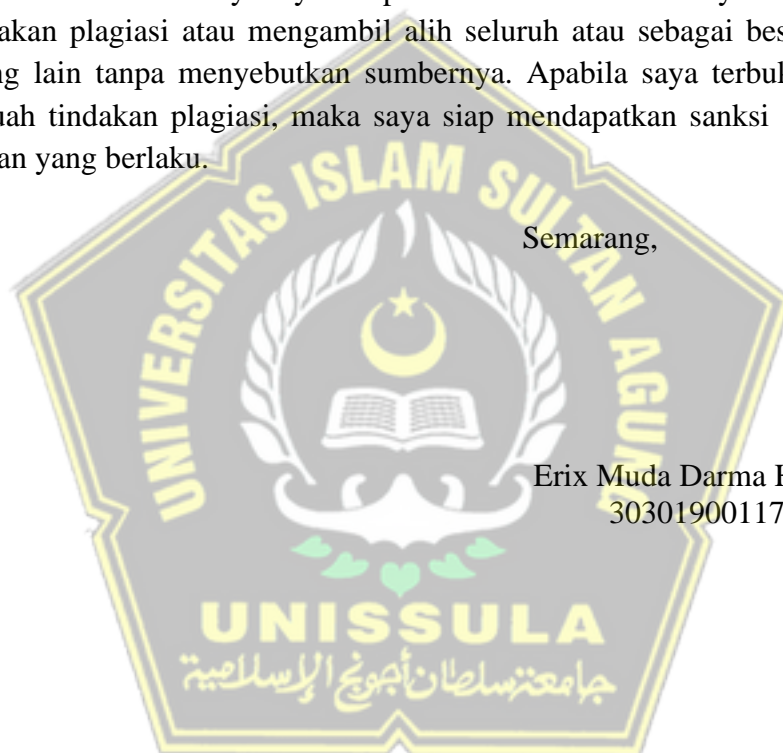 akan plagiasi atau mengambil alih seluruh atau sebagai bes
ng lain tanpa menyebutkan sumbernya. Apabila saya terbuk
uah tindakan plagiasi, maka saya siap mendapatkan sanksi
an yang berlaku.
UNIVERSITAS ISLAM SULTAN AGUNG
Semarang,
Erix Muda Darma H
30301900117
UNISSULA
جامعة سلطان أجونج الإسلامية